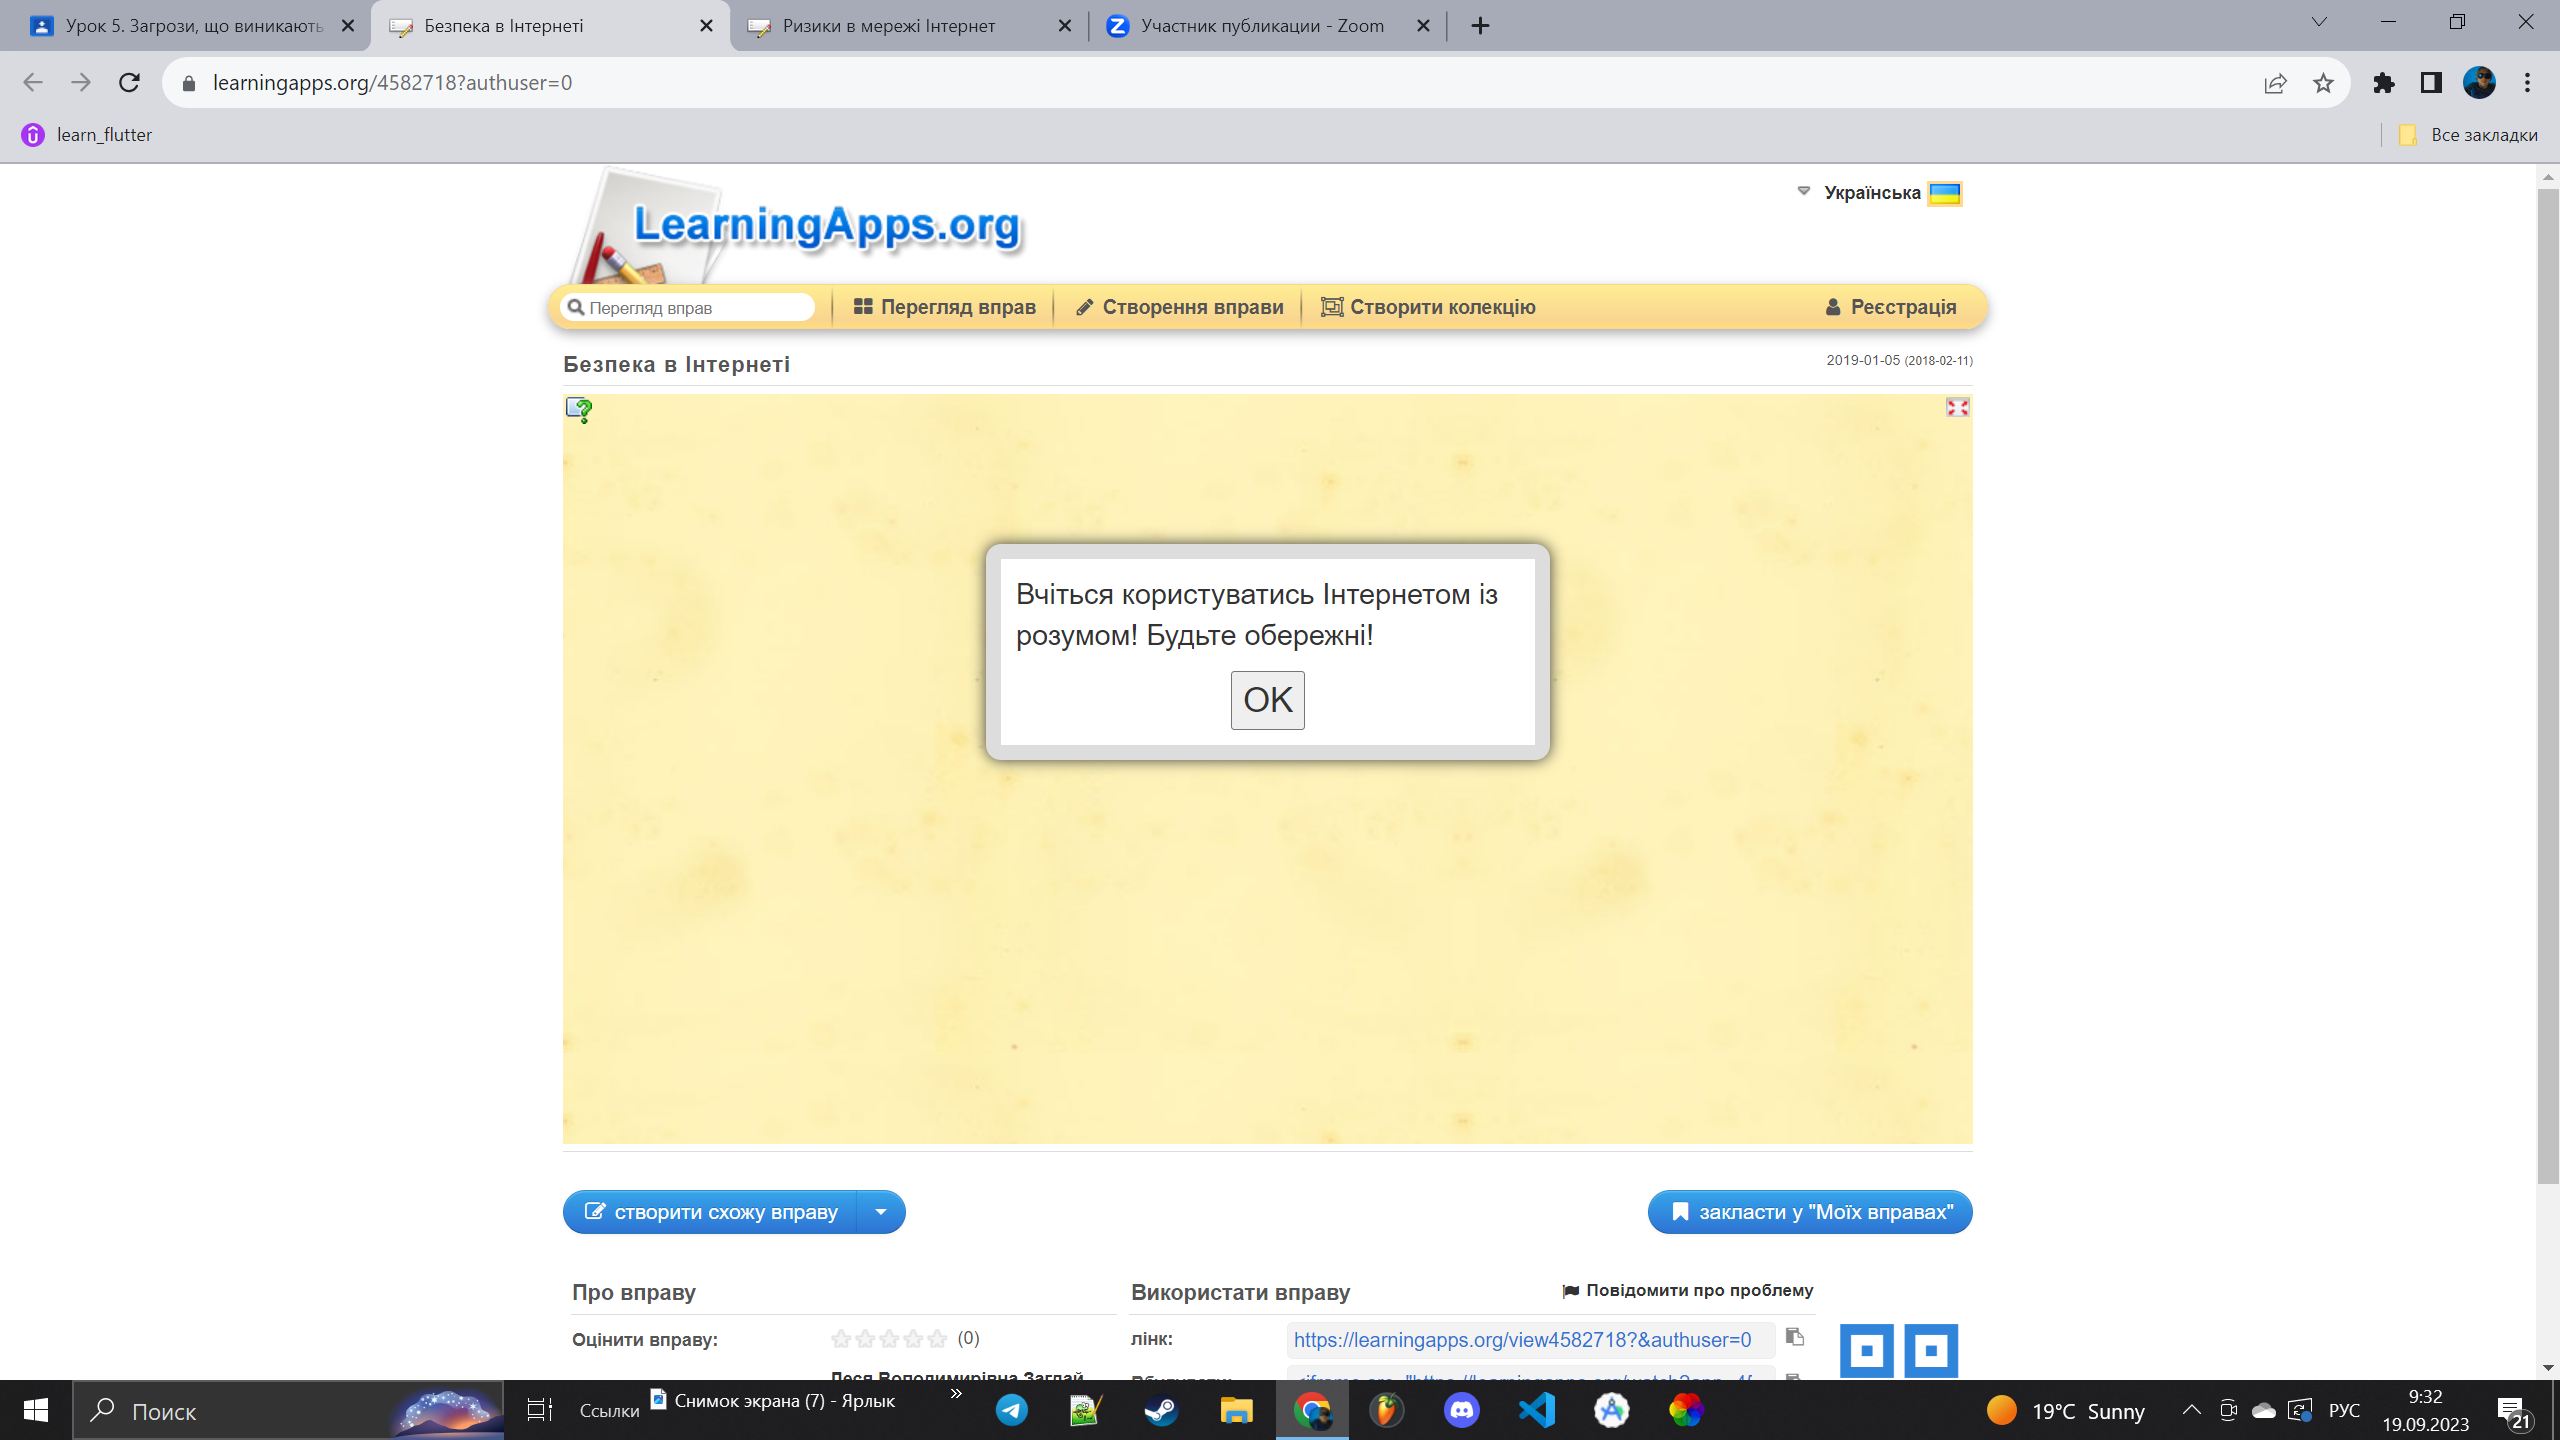 Урок 5. Загрози, що виникають
Безпека в Інтернеті
Ризики в мережі Інтернет
Участник публикации - Zoom
learningapps.org/4582718?authuser=0
learn_flutter
Все закладки
LearningApps.org
Українська
Перегляд вправ
Перегляд вправ
Створення вправи
Створити колекцію
Реєстрація
Безпека в Інтернеті
2019-01-05 (2018-02-11)
Вчіться користуватись Інтернетом із
розумом! Будьте обережні!
OK
створити схожу вправу
закласти у "Моїх вправах"
Про вправу
Використати вправу
Повідомити про проблему
Оцінити вправу:
(0)
лінк:
https://learningapps.org/view4582718?&authuser=0
Леся Володимирівна Загдай
Поиск
Ссылки
Снимок экрана (7) - Ярлык
19°C Sunny
РУС
9:32
19.09.2023
21